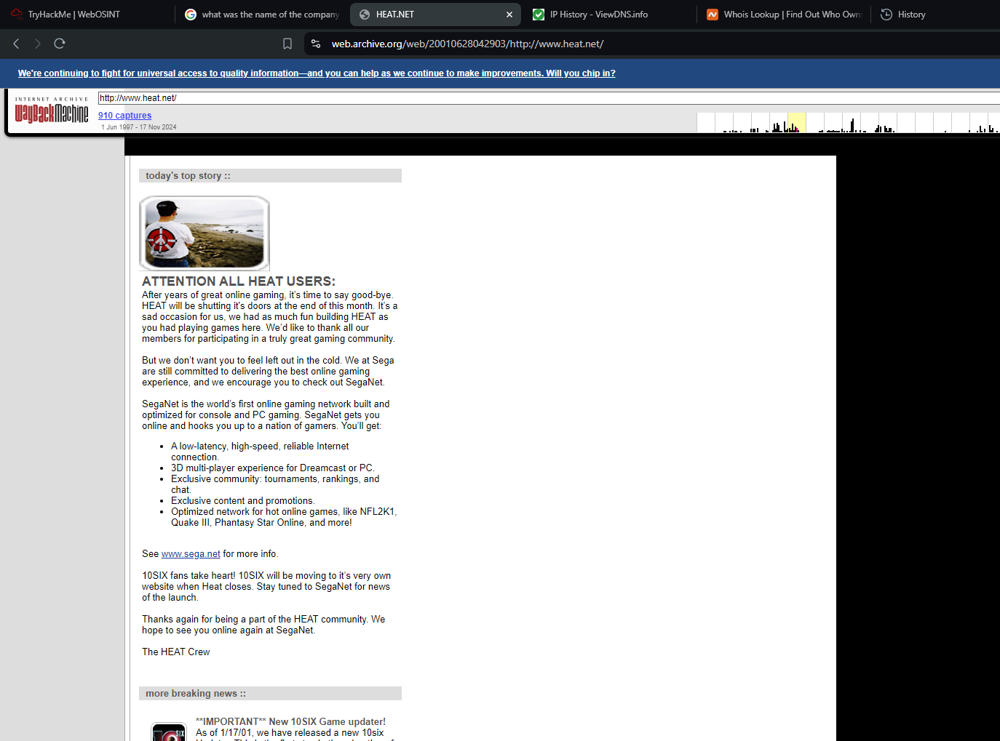 TryHackMe | WebOSINT
what was the name of the company
HEAT.NET
IP History - ViewDNS.info
Whois Lookup | Find Out Who Own
History
web.archive.org/web/20010628042903/http://www.heat.net/
We're continuing to fight for universal access to quality information—and you can help as we continue to make improvements. Will you chip in?
INTERNET ARCHIVE
WayBackMachine
http://www.heat.net/
910 captures
1 Jun 1997 - 17 Nov 2024
today's top story ::
ATTENTION ALL HEAT USERS:
After years of great online gaming, it's time to say good-bye.
HEAT will be shutting it's doors at the end of this month. It's a
sad occasion for us, we had as much fun building HEAT as
you had playing games here. We'd like to thank all our
members for participating in a truly great gaming community.
But we don't want you to feel left out in the cold. We at Sega
are still committed to delivering the best online gaming
experience, and we encourage you to check out SegaNet.
SegaNet is the world's first online gaming network built and
optimized for console and PC gaming. SegaNet gets you
online and hooks you up to a nation of gamers. You'll get:
• A low-latency, high-speed, reliable Internet
connection.
• 3D multi-player experience for Dreamcast or PC.
• Exclusive community: tournaments, rankings, and
chat.
• Exclusive content and promotions.
• Optimized network for hot online games, like NFL2K1,
Quake III, Phantasy Star Online, and more!
See www.sega.net for more info.
10SIX fans take heart! 10SIX will be moving to it's very own
website when Heat closes. Stay tuned to SegaNet for news
of the launch.
Thanks again for being a part of the HEAT community. We
hope to see you online again at SegaNet.
The HEAT Crew
more breaking news ::
**IMPORTANT** New 10SIX Game updater!
SIX
As of 1/17/01, we have released a new 10six